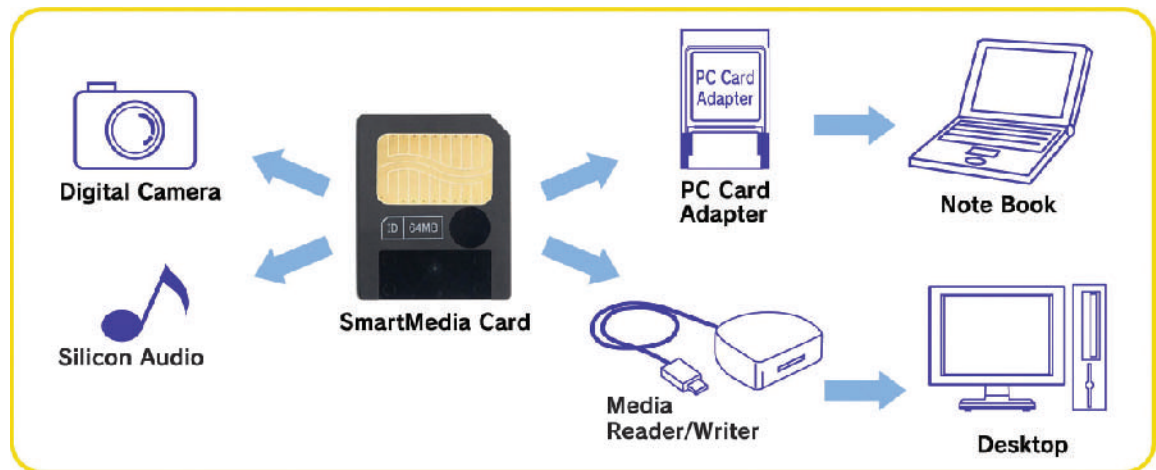 Digital Camera
Silicon Audio
ID 64MB
SmartMedia Card
PC Card
Adapter
PC Card
Adapter
Note Book
Media
Reader/Writer
Desktop